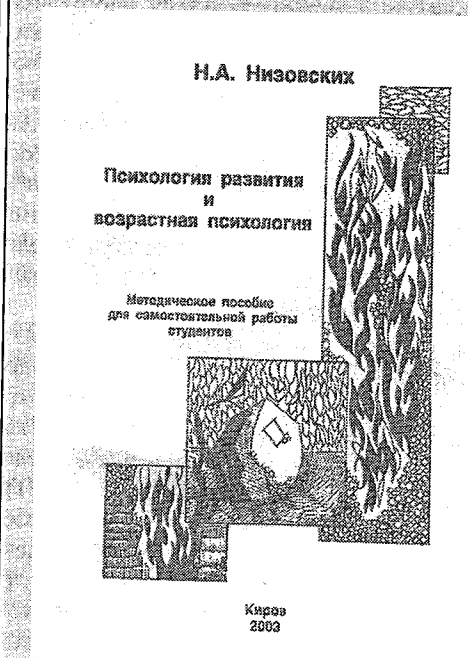 Н.А. Низовских
Психология развития
и
возрастная психология
Методическое пособие
для самостоятельной работы
студентов
Киров
2003